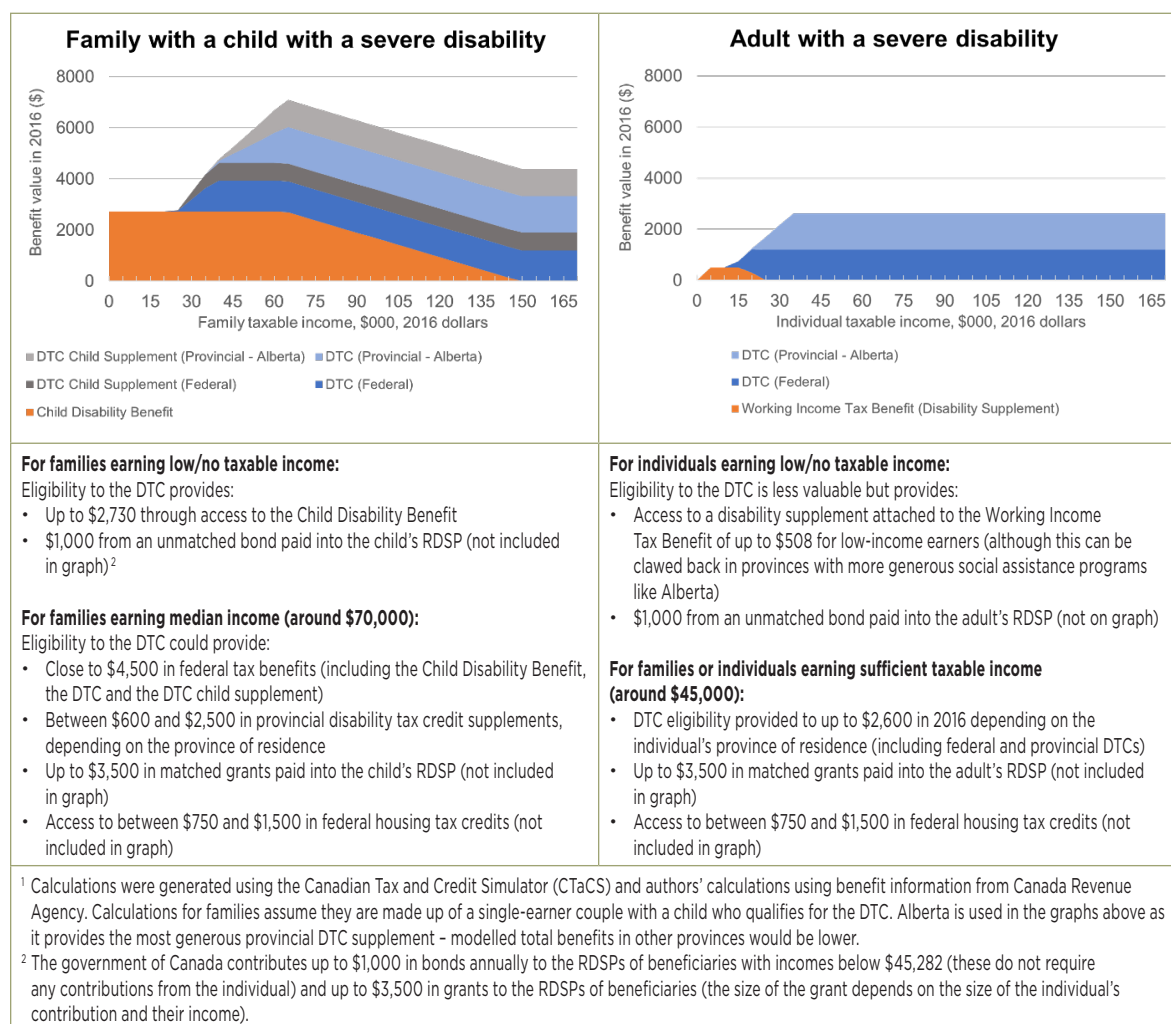 Family with a child with a severe disability
8000
6000
4000
2000
0
Benefit value in 2016 ($)
0 15 30 45 60 75 90 105 120 135 150 165
Family taxable income, $000, 2016 dollars
DTC Child Supplement (Provincial - Alberta) DTC (Provincial - Alberta)
DTC Child Supplement (Federal) DTC (Federal)
Child Disability Benefit
Adult with a severe disability
8000
6000
4000
2000
0
Benefit value in 2016 ($)
0 15 30 45 60 75 90 105 120 135 150 165
Individual taxable income, $000, 2016 dollars
DTC (Provincial - Alberta)
DTC (Federal)
Working Income Tax Benefit (Disability Supplement)
For families earning low/no taxable income:
Eligibility to the DTC provides:
• Up to $2,730 through access to the Child Disability Benefit
• $1,000 from an unmatched bond paid into the child's RDSP (not included
in graph) 2
For families earning median income (around $70,000):
Eligibility to the DTC could provide:
• Close to $4,500 in federal tax benefits (including the Child Disability Benefit,
the DTC and the DTC child supplement)
• Between $600 and $2,500 in provincial disability tax credit supplements,
depending on the province of residence
• Up to $3,500 in matched grants paid into the child's RDSP (not included
in graph)
• Access to between $750 and $1,500 in federal housing tax credits (not
included in graph)
For individuals earning low/no taxable income:
Eligibility to the DTC is less valuable but provides:
• Access to a disability supplement attached to the Working Income
Tax Benefit of up to $508 for low-income earners (although this can be
clawed back in provinces with more generous social assistance programs
like Alberta)
• $1,000 from an unmatched bond paid into the adult's RDSP (not on graph)
For families or individuals earning sufficient taxable income
(around $45,000):
• DTC eligibility provided to up to $2,600 in 2016 depending on the
individual's province of residence (including federal and provincial DTCs)
• Up to $3,500 in matched grants paid into the adult's RDSP (not included
in graph)
• Access to between $750 and $1,500 in federal housing tax credits (not
included in graph)
1 Calculations were generated using the Canadian Tax and Credit Simulator (CTaCS) and authors' calculations using benefit information from Canada Revenue
Agency. Calculations for families assume they are made up of a single-earner couple with a child who qualifies for the DTC. Alberta is used in the graphs above as
it provides the most generous provincial DTC supplement – modelled total benefits in other provinces would be lower.
2 The government of Canada contributes up to $1,000 in bonds annually to the RDSPs of beneficiaries with incomes below $45,282 (these do not require
any contributions from the individual) and up to $3,500 in grants to the RDSPs of beneficiaries (the size of the grant depends on the size of the individual's
contribution and their income).